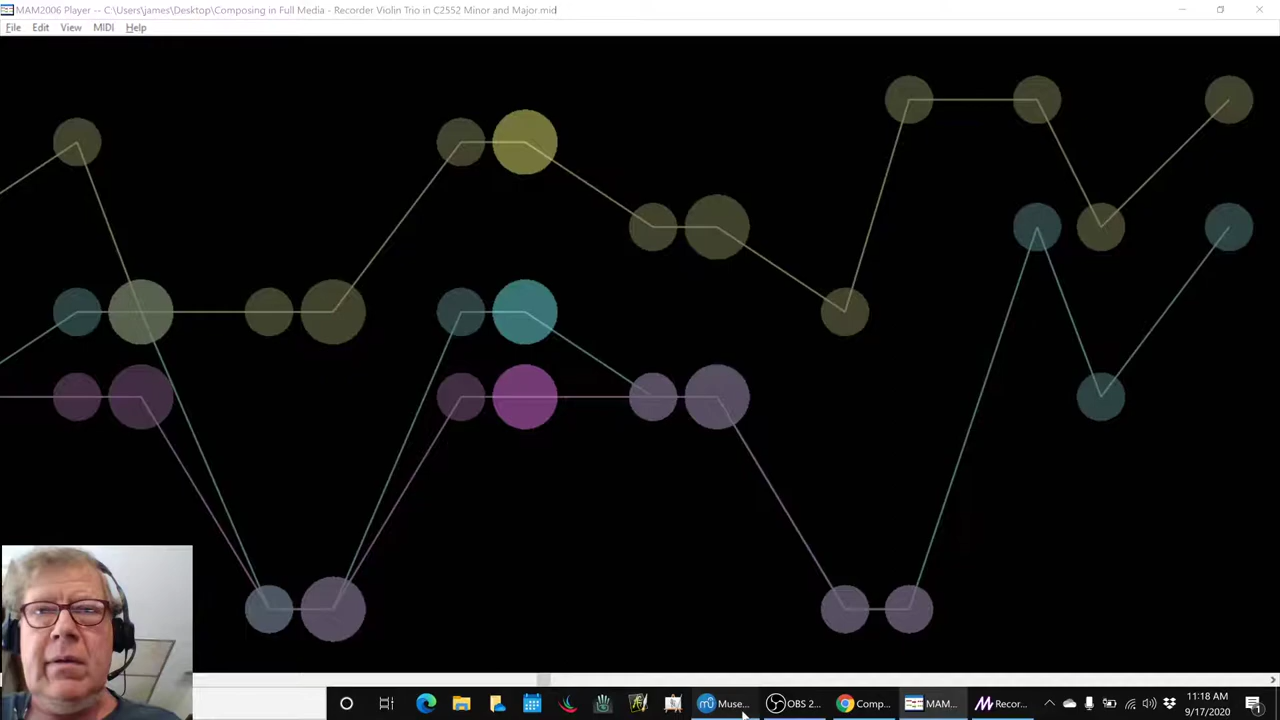 MAM2006 Player -- C:\Users\james\Desktop\Composing in Full Media - Recorder Violin Trio in C2552 Minor and Major.mid
File Edit View MIDI Help
Muse... OBS 2... Comp... MAM... Recor...
11:18 AM
9/17/2020